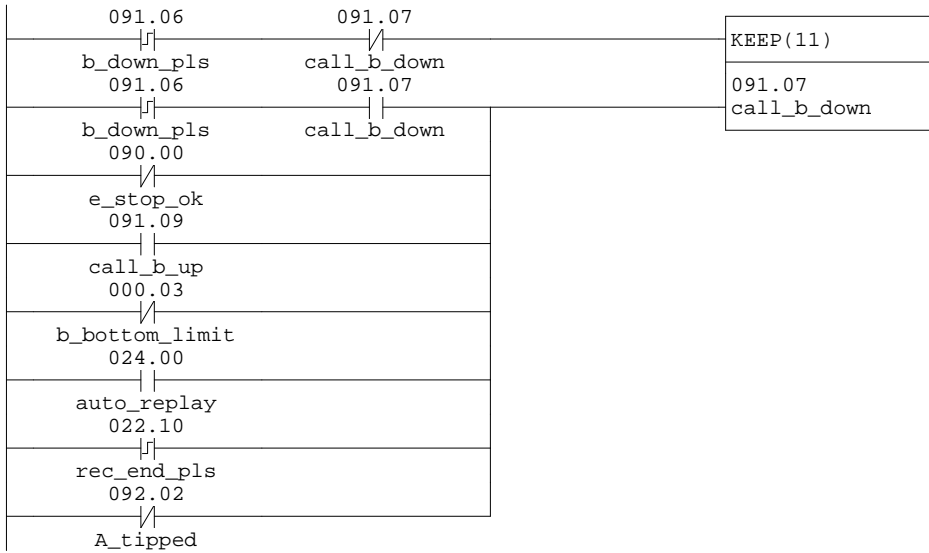 091.06 091.07
KEEP(11)
b_down_pls call_b_down
091.06 091.07 091.07
call_b_down
b_down_pls call_b_down
090.00
e_stop_ok
091.09
call_b_up
000.03
b_bottom_limit
024.00
auto_replay
022.10
rec_end_pls
092.02
A_tipped